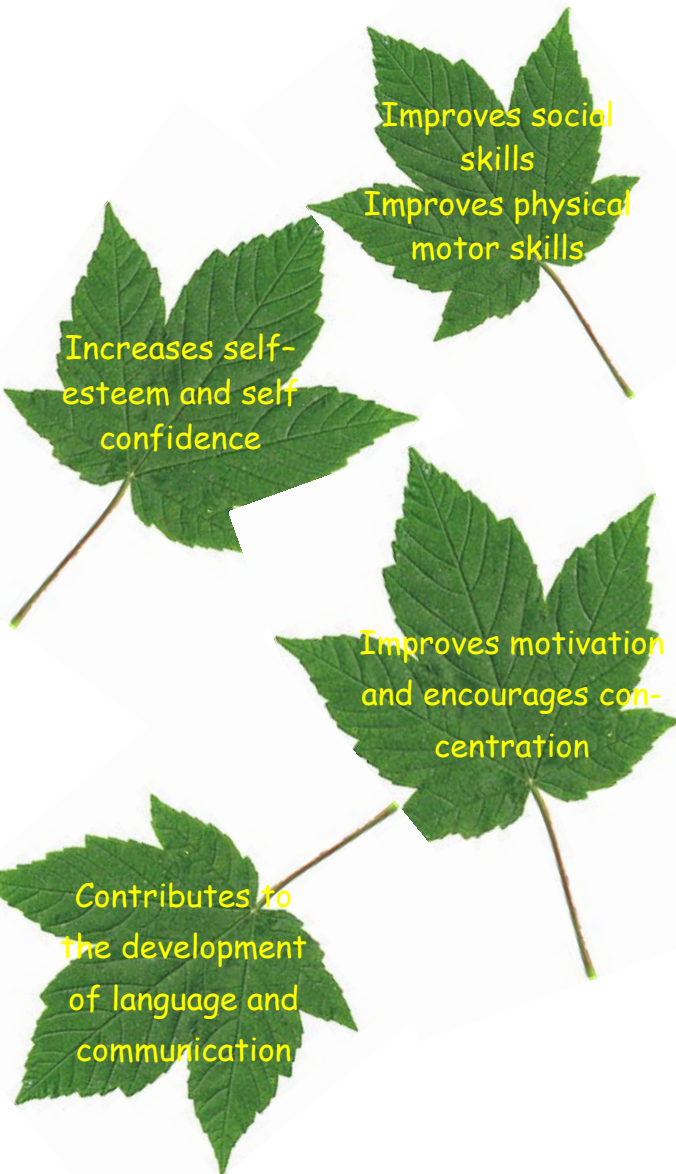 Improves social
skills
Improves physical
motor skills
Increases self-
esteem and self
confidence
Improves motivation
and encourages con-
centration
Contributes to
the development
of language and
communication